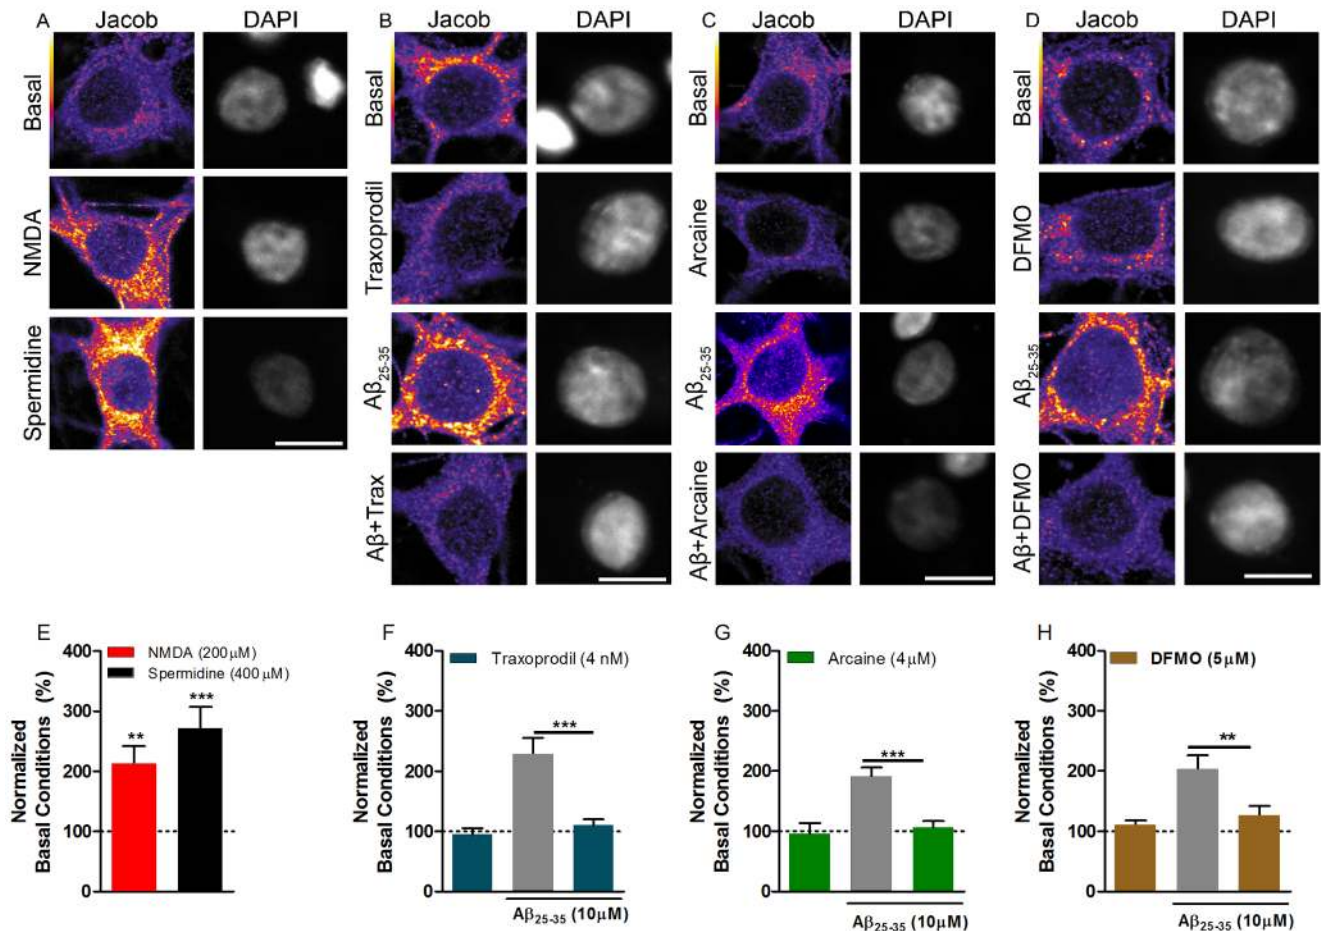 A Jacob DAPI
B Jacob DAPI
C Jacob DAPI
D Jacob DAPI
Basal
NMDA
Spermidine
Basal
Traxoprodil
Aβ25-35
Aβ+Trax
Basal
Arcaine
Aβ25-35
Aβ+Arcaine
Basal
DFMO
Aβ25-35
Aβ+DFMO
E
Normalized
Basal Conditions (%)
400
300
200
100
0
NMDA (200μM)
Spermidine (400μM)
**
***
F
Normalized
Basal Conditions (%)
400
300
200
100
0
Traxoprodil (4 nM)
***
Aβ25-35 (10μM)
G
Normalized
Basal Conditions (%)
400
300
200
100
0
Arcaine (4μM)
***
Aβ25-35 (10μM)
H
Normalized
Basal Conditions (%)
400
300
200
100
0
DFMO (5μM)
**
Aβ25-35 (10μM)